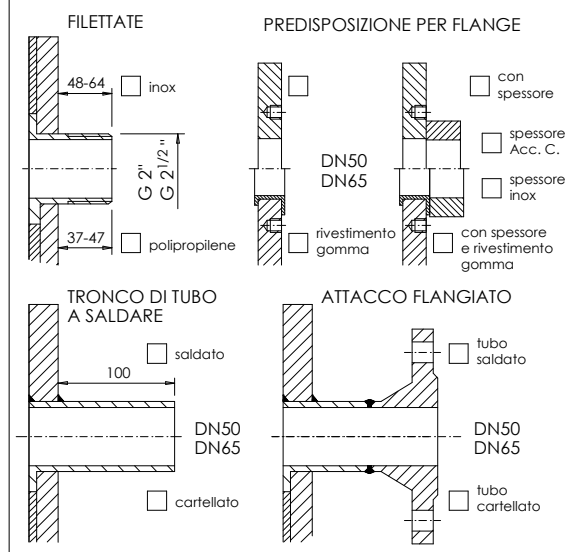 FILETTATE
48-64
inox
G 2"
G 2 1/2"
37-47
polipropilene
PREDISPOSIZIONE PER FLANGE
con
spessore
spessore
Acc. C.
spessore
inox
DN50
DN65
rivestimento
gomma
con spessore
e rivestimento
gomma
TRONCO DI TUBO
A SALDARE
saldato
100
DN50
DN65
cartellato
ATTACCO FLANGIATO
tubo
saldato
DN50
DN65
tubo
cartellato